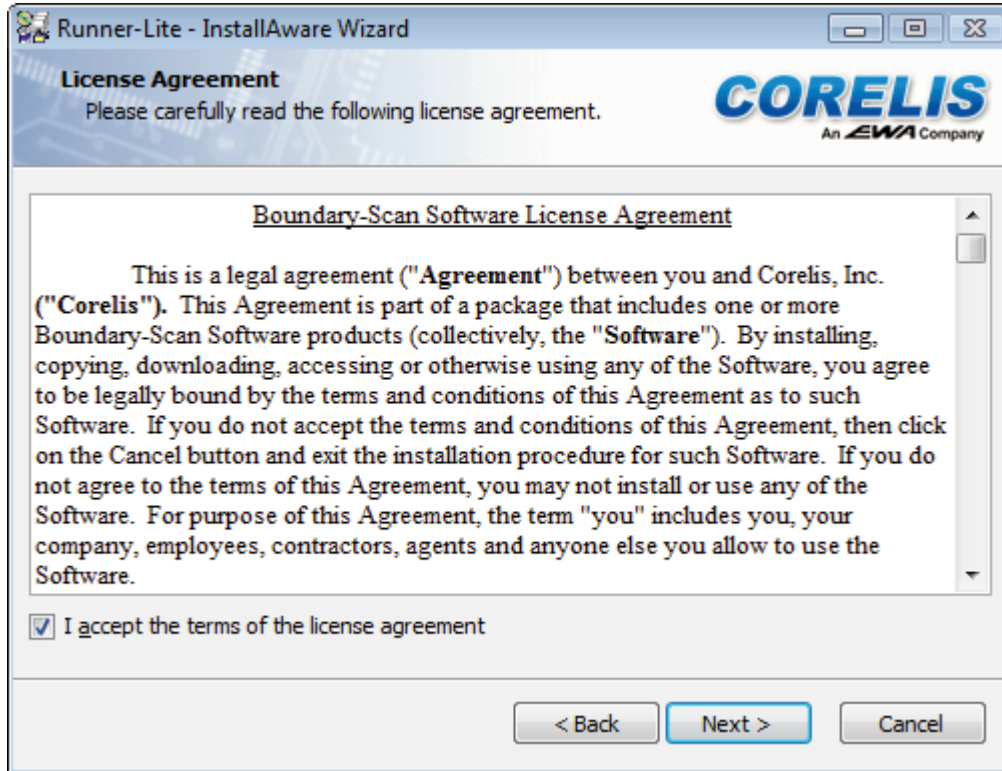 Runner-Lite - InstallAware Wizard
License Agreement
Please carefully read the following license agreement.
CORELIS
An EWA Company
Boundary-Scan Software License Agreement
This is a legal agreement ("Agreement") between you and Corelis, Inc.
("Corelis"). This Agreement is part of a package that includes one or more
Boundary-Scan Software products (collectively, the "Software"). By installing,
copying, downloading, accessing or otherwise using any of the Software, you agree
to be legally bound by the terms and conditions of this Agreement as to such
Software. If you do not accept the terms and conditions of this Agreement, then click
on the Cancel button and exit the installation procedure for such Software. If you do
not agree to the terms of this Agreement, you may not install or use any of the
Software. For purpose of this Agreement, the term "you" includes you, your
company, employees, contractors, agents and anyone else you allow to use the
Software.
I accept the terms of the license agreement
< Back Next > Cancel